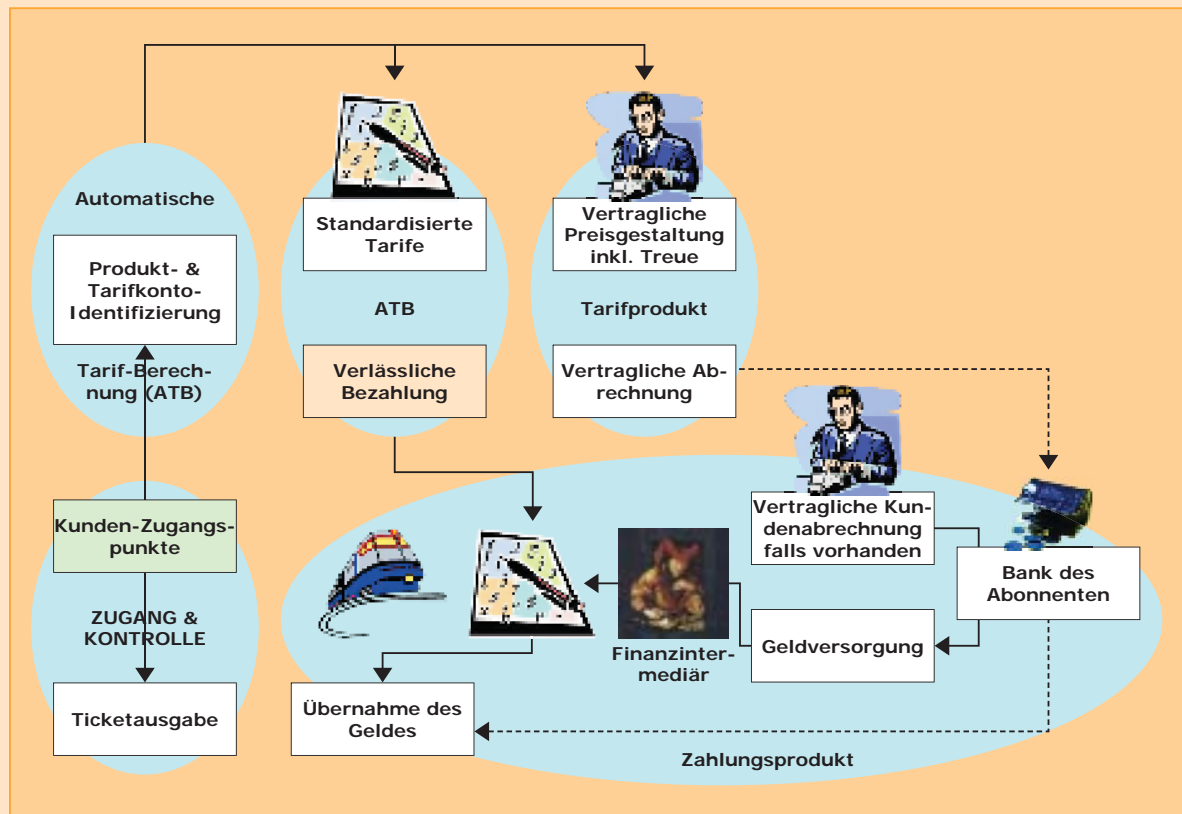 Automatische
Produkt- &
Tarifkonto-
Identifizierung
Tarif-Berech-
nung (ATB)
Kunden-Zugangs-
punkte
ZUGANG &
KONTROLLE
Ticketausgabe
Standardisierte
Tarife
ATB
Verlässliche
Bezahlung
Vertragliche
Preisgestaltung
inkl. Treue
Tarifprodukt
Vertragliche Ab-
rechnung
Vertragliche Kun-
denabrechnung
falls vorhanden
Bank des
Abonnenten
Geldversorgung
Finanzinter-
mediär
Übernahme des
Geldes
Zahlungsprodukt